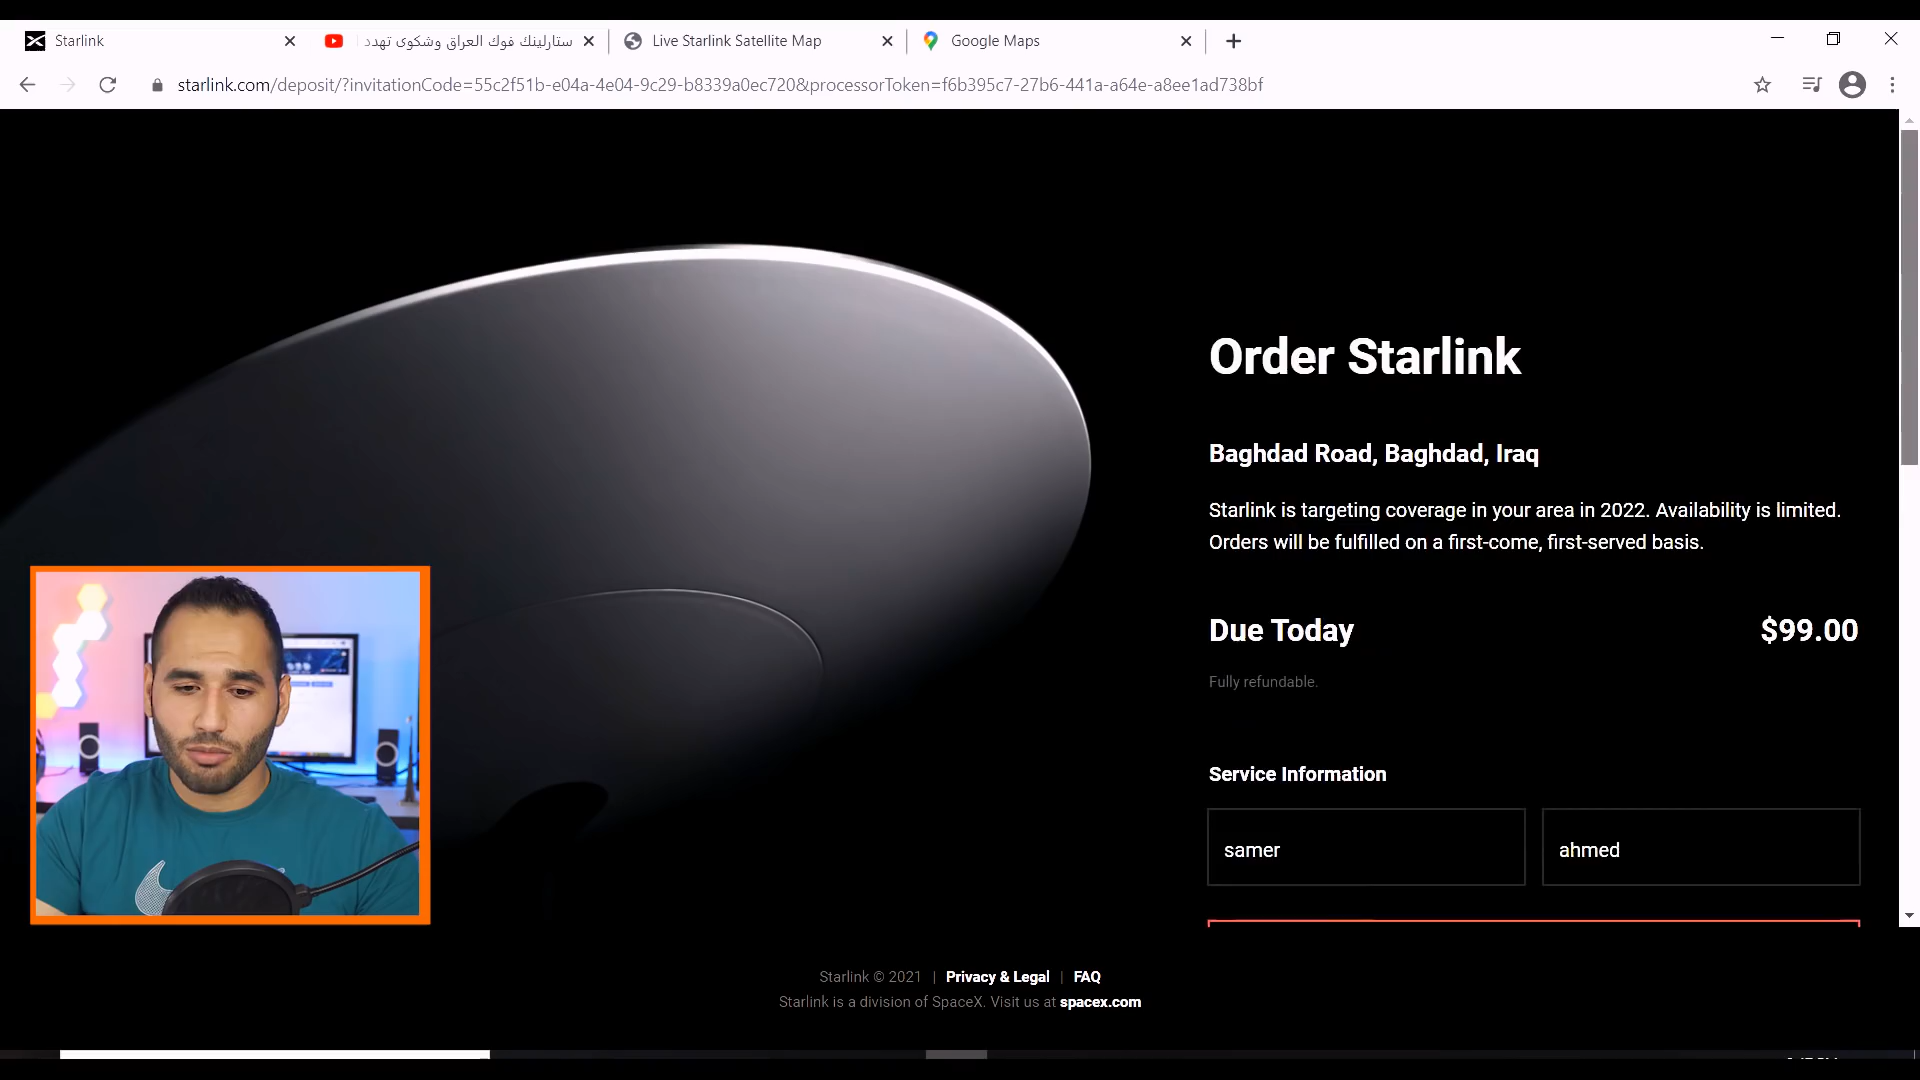 Starlink
ستارلينك فوك العراق وشكوى تهدد
Live Starlink Satellite Map
Google Maps
starlink.com/deposit/?invitationCode=55c2f51b-e04a-4e04-9c29-b8339a0ec720&processorToken=f6b395c7-27b6-441a-a64e-a8ee1ad738bf
Order Starlink
Baghdad Road, Baghdad, Iraq
Starlink is targeting coverage in your area in 2022. Availability is limited.
Orders will be fulfilled on a first-come, first-served basis.
Due Today $99.00
Fully refundable.
Service Information
samer ahmed
Starlink © 2021 | Privacy & Legal | FAQ
Starlink is a division of SpaceX. Visit us at spacex.com